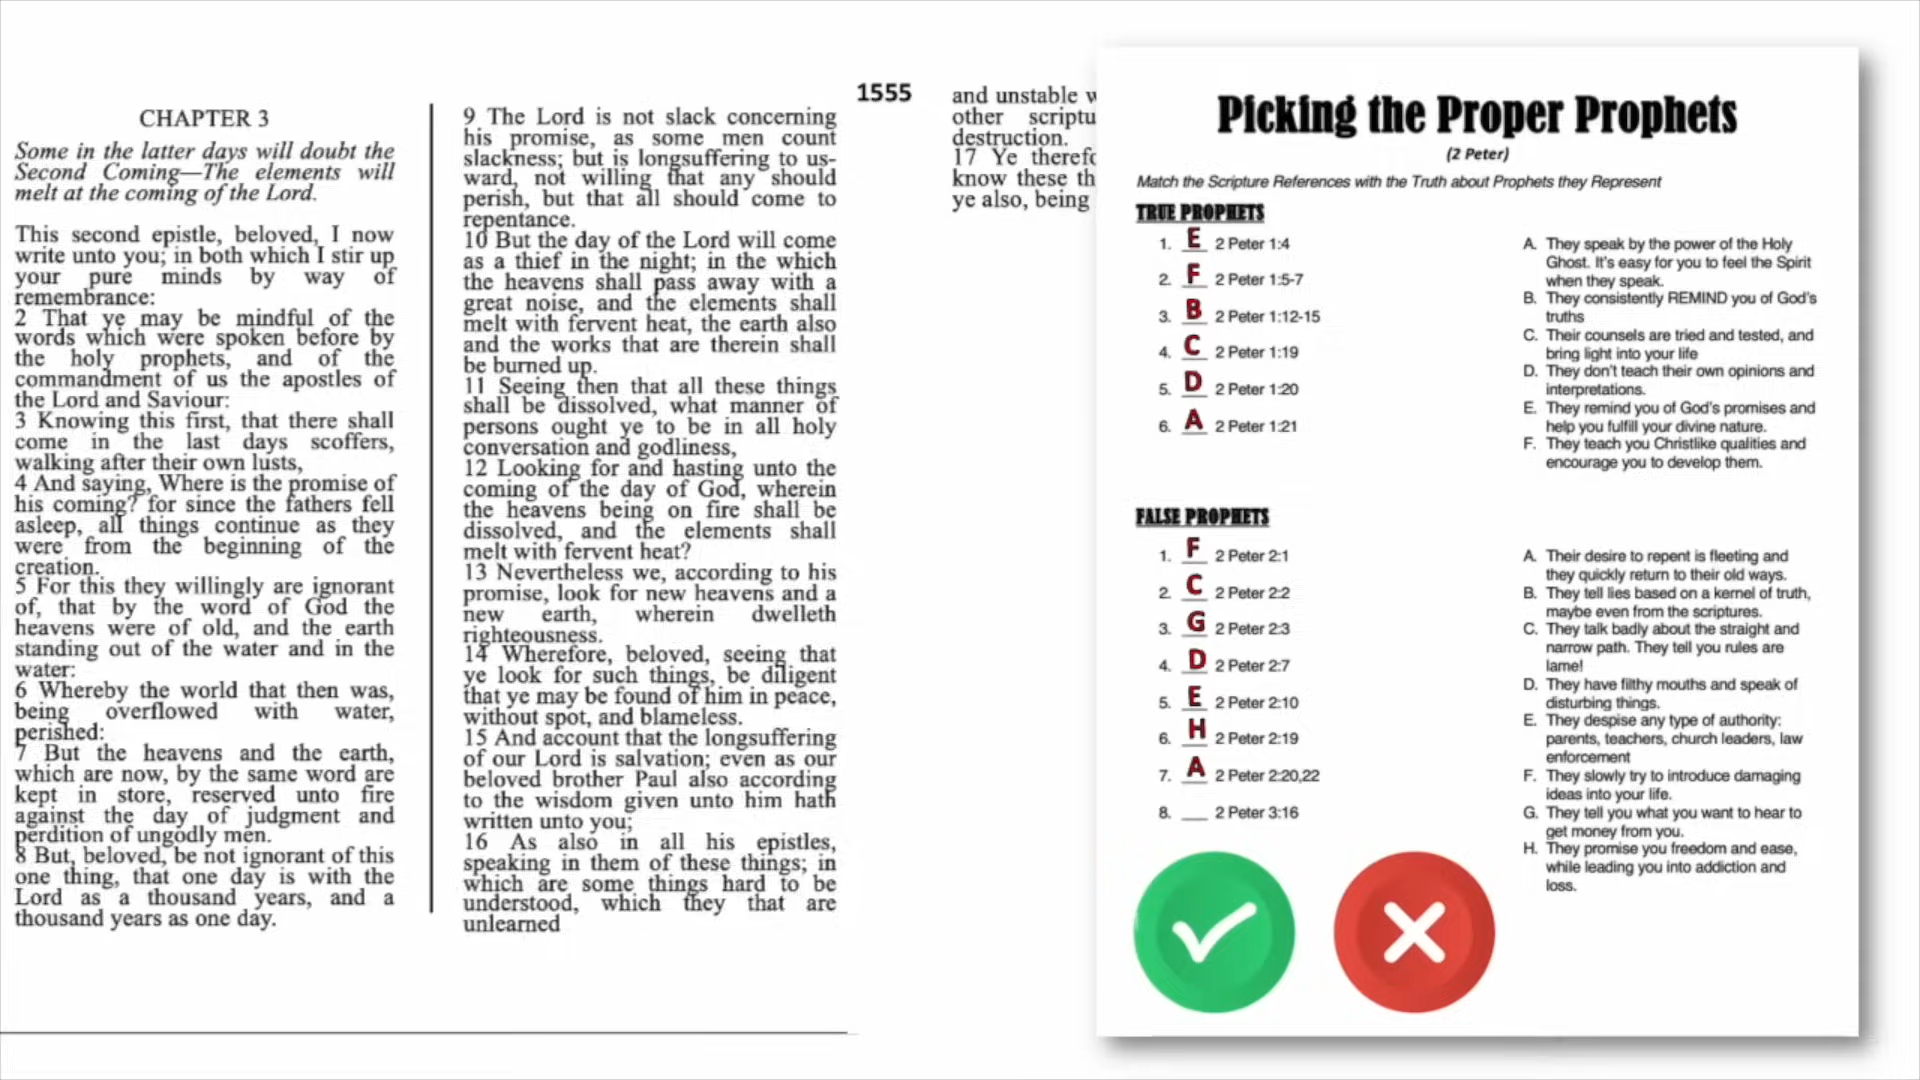 CHAPTER 3
Some in the latter days will doubt the
Second Coming—The elements will
melt at the coming of the Lord.
This second epistle, beloved, I now
write unto you; in both which I stir up
your pure minds by way of
remembrance:
2 That ye may be mindful of the
words which were spoken before by
the holy prophets, and of the
commandment of us the apostles of
the Lord and Saviour:
3 Knowing this first, that there shall
come in the last days scoffers,
walking after their own lusts,
4 And saying, Where is the promise of
his coming? for since the fathers fell
asleep, all things continue as they
were from the beginning of the
creation.
5 For this they willingly are ignorant
of, that by the word of God the
heavens were of old, and the earth
standing out of the water and in the
water:
6 Whereby the world that then was,
being overflowed with water,
perished:
7 But the heavens and the earth,
which are now, by the same word are
kept in store, reserved unto fire
against the day of judgment and
perdition of ungodly men.
8 But, beloved, be not ignorant of this
one thing, that one day is with the
Lord as a thousand years, and a
thousand years as one day.
9 The Lord is not slack concerning
his promise, as some men count
slackness; but is longsuffering to us-
ward, not willing that any should
perish, but that all should come to
repentance.
10 But the day of the Lord will come
as a thief in the night; in the which
the heavens shall pass away with a
great noise, and the elements shall
melt with fervent heat, the earth also
and the works that are therein shall
be burned up.
11 Seeing then that all these things
shall be dissolved, what manner of
persons ought ye to be in all holy
conversation and godliness,
12 Looking for and hasting unto the
coming of the day of God, wherein
the heavens being on fire shall be
dissolved, and the elements shall
melt with fervent heat?
13 Nevertheless we, according to his
promise, look for new heavens and a
new earth, wherein dwelleth
righteousness.
14 Wherefore, beloved, seeing that
ye look for such things, be diligent
that ye may be found of him in peace,
without spot, and blameless.
15 And account that the longsuffering
of our Lord is salvation; even as our
beloved brother Paul also according
to the wisdom given unto him hath
written unto you;
16 As also in all his epistles,
speaking in them of these things; in
which are some things hard to be
understood, which they that are
unlearned
1555
and unstable
other
destruction.
17 Ye
know these
ye also, being
Picking the Proper Prophets
(2 Peter)
Match the Scripture References with the Truth about Prophets they Represent
TRUE PROPHETS
1. E 2 Peter 1:4
2. F 2 Peter 1:5-7
3. B 2 Peter 1:12-15
4. C 2 Peter 1:19
5. D 2 Peter 1:20
6. A 2 Peter 1:21
A. They speak by the power of the Holy
Ghost. It's easy for you to feel the Spirit
when they speak.
B. They consistently REMIND you of God's
truths
C. Their counsels are tried and tested, and
bring light into your life
D. They don't teach their own opinions and
interpretations.
E. They remind you of God's promises and
help you fulfill your divine nature.
F. They teach you Christlike qualities and
encourage you to develop them.
FALSE PROPHETS
1. F 2 Peter 2:1
2. C 2 Peter 2:2
3. G 2 Peter 2:3
4. D 2 Peter 2:7
5. E 2 Peter 2:10
6. H 2 Peter 2:19
7. A 2 Peter 2:20,22
8. __ 2 Peter 3:16
A. Their desire to repent is fleeting and
they quickly return to their old ways.
B. They tell lies based on a kernel of truth,
maybe even from the scriptures.
C. They talk badly about the straight and
narrow path. They tell you rules are
lame!
D. They have filthy mouths and speak of
disturbing things.
E. They despise any type of authority:
parents, teachers, church leaders, law
enforcement
F. They slowly try to introduce damaging
ideas into your life.
G. They tell you what you want to hear to
get money from you.
H. They promise you freedom and ease,
while leading you into addiction and
loss.